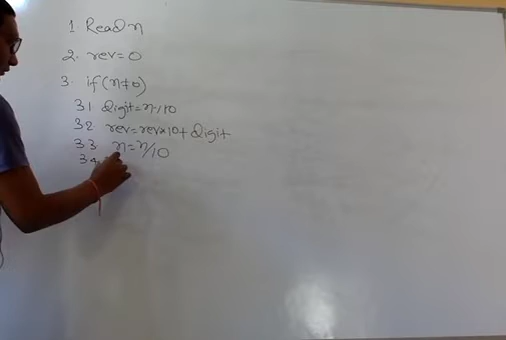 1. Read n
2. rev=0
3. if(n≠0)
3.1 digit=n%10
3.2 rev=rev*10+digit
3.3 n=n/10
3.4